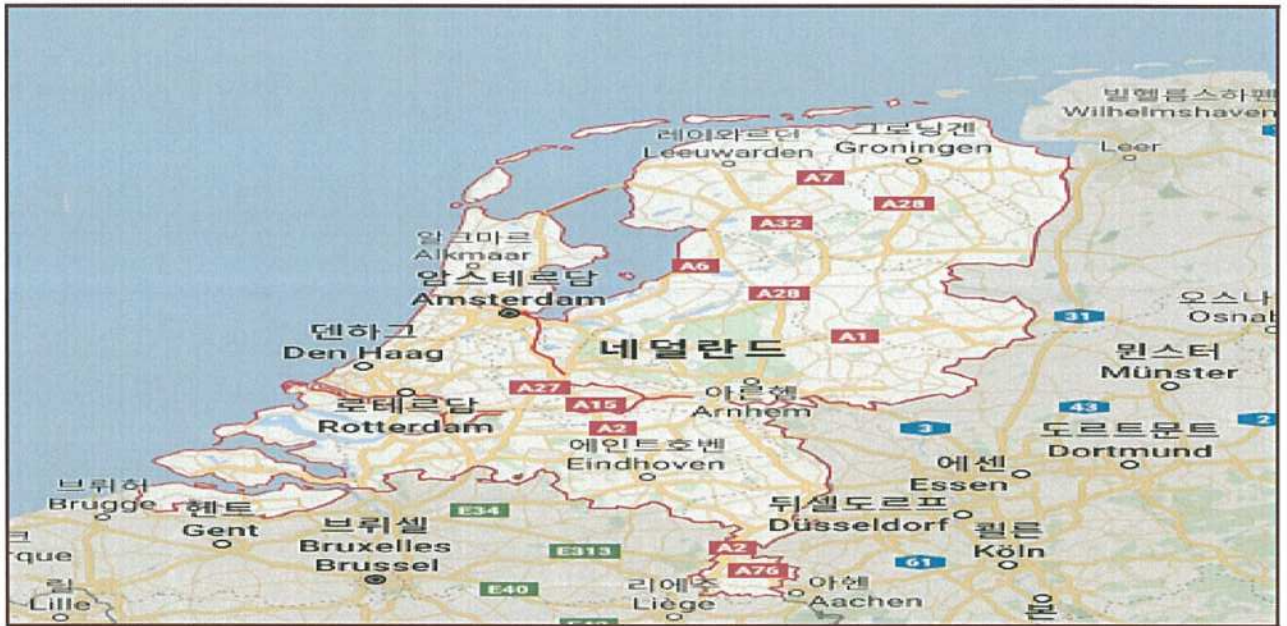 빌헬름스하펜
Wilhelmshaven
레이와르던
Leeuwarden
그로닝겐
Groningen
Leer
A7
A28
A32
알크마르
Alkmaar
A6
암스테르담
Amsterdam
A28
오스나
Osnab
31
덴하그
Den Haag
네덜란드
A1
뮌스터
Münster
A27
아른헴
Arnhem
로테르담
Rotterdam
A15
A2
43
2
3
도르트문트
Dortmund
에인트호벤
Eindhoven
에센
Essen
브뤼허
Brugge
헨트
Gent
브뤼셀
Bruxelles
Brussel
E34
뒤셀도르프
Düsseldorf
쾰른
Köln
크
rque
E313
A2
A76
61
릴
Lille
E40
리에주
Liège
아헨
Aachen
본